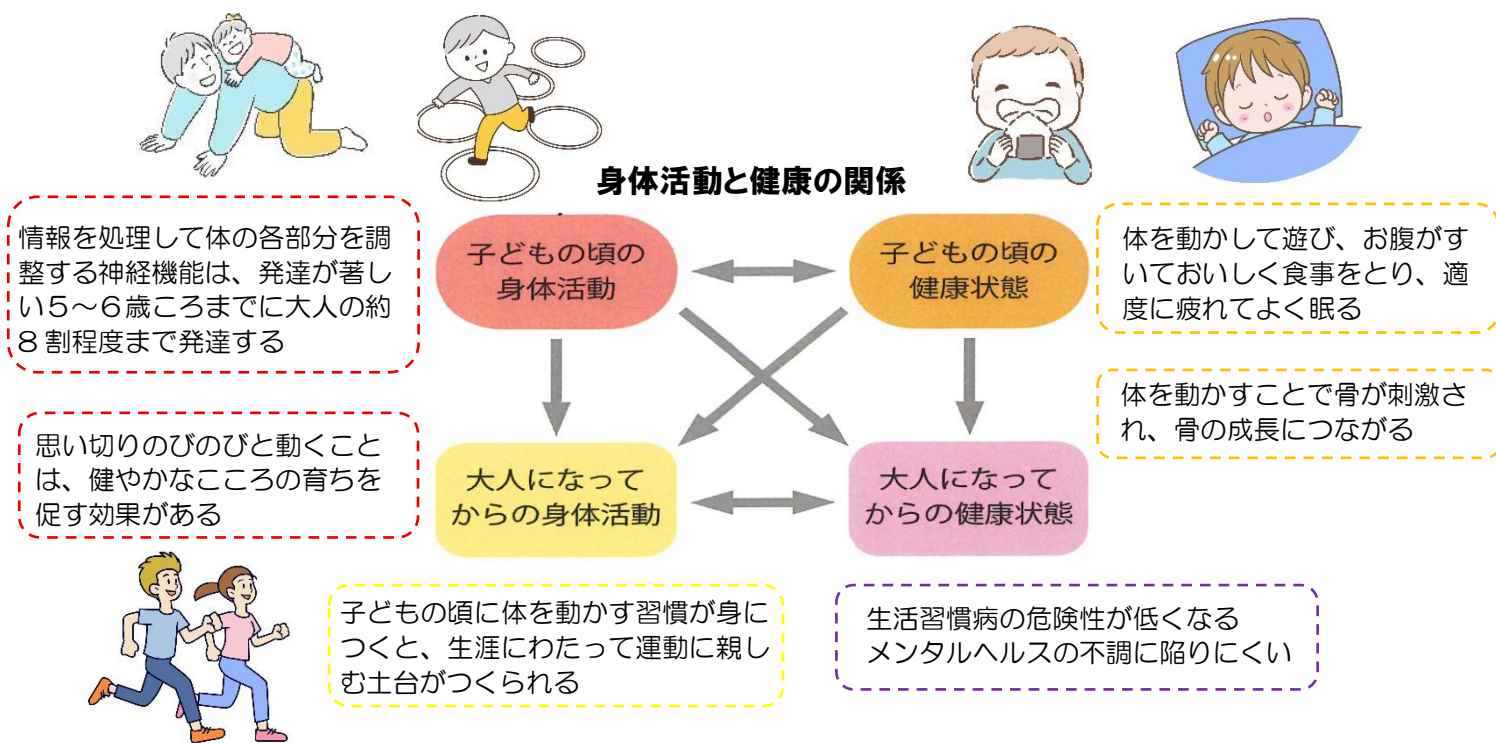 身体活動と健康の関係
情報を処理して体の各部分を調
整する神経機能は、発達が著し
い５～６歳ころまでに大人の約
８割程度まで発達する
子どもの頃の
身体活動
子どもの頃の
健康状態
体を動かして遊び、お腹がす
いておいしく食事をとり、適
度に疲れてよく眠る
思い切りのびのびと動くこと
は、健やかなこころの育ちを
促す効果がある
大人になって
からの身体活動
大人になって
からの健康状態
体を動かすことで骨が刺激さ
れ、骨の成長につながる
子どもの頃に体を動かす習慣が身に
つくと、生涯にわたって運動に親し
む土台がつくられる
生活習慣病の危険性が低くなる
メンタルヘルスの不調に陥りにくい